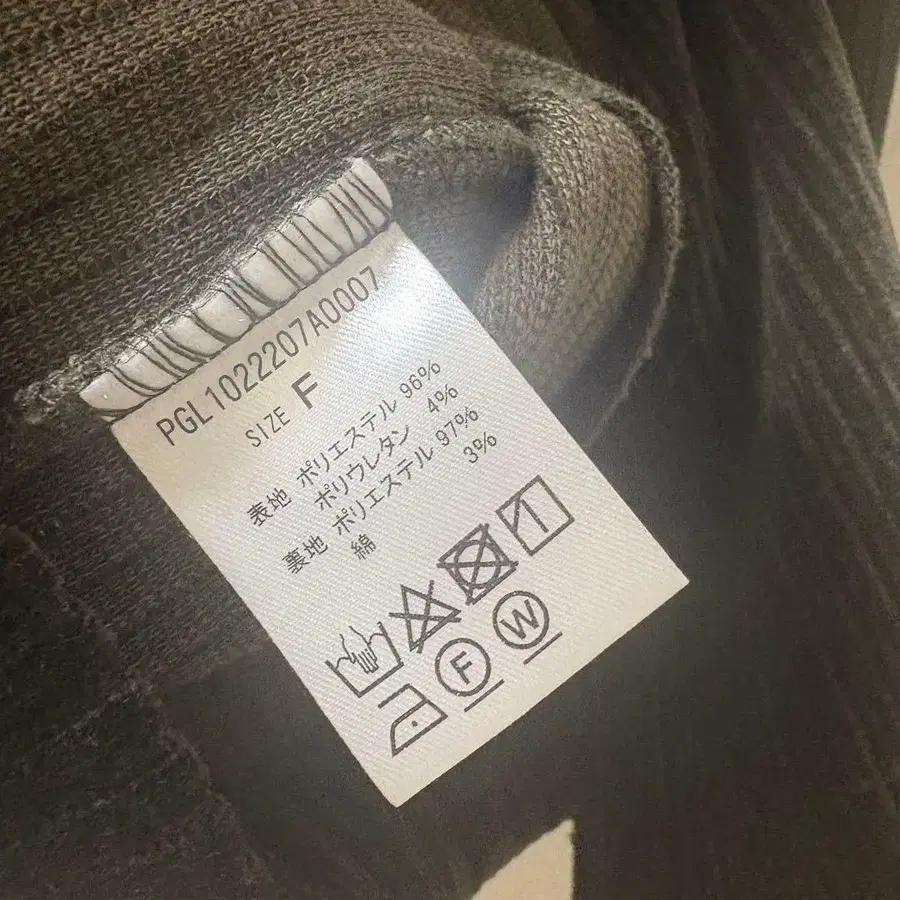 PGL1022207A0007
SIZE F
表地 ポリエステル 96%
ポリウレタン 4%
裏地 ポリエステル 97%
綿 3%
F W